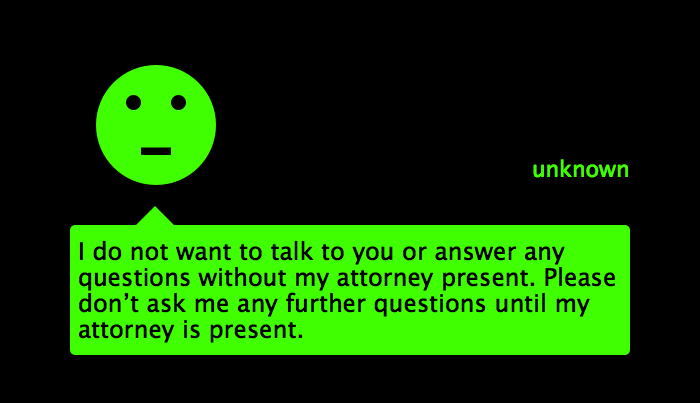 unknown
I do not want to talk to you or answer any
questions without my attorney present. Please
don’t ask me any further questions until my
attorney is present.